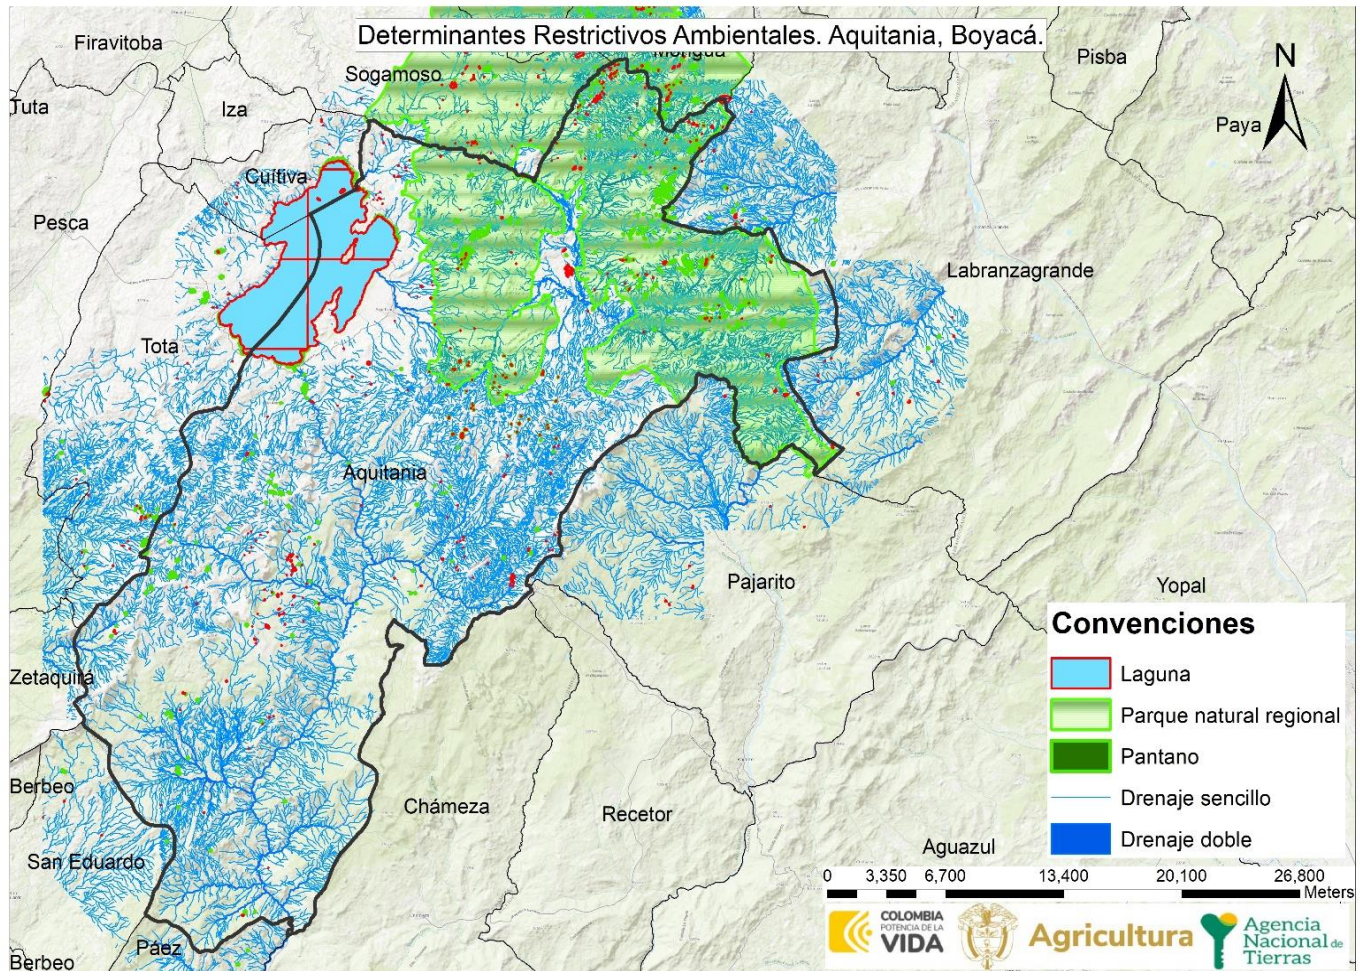 Determinantes Restrictivos Ambientales. Aquitania, Boyacá.
Firavitoba
Mongua
Pisba
Sogamoso
N
Tuta
Iza
Paya
Cuítiva
Pesca
Labranzagrande
Tota
Aquitania
Pajarito
Yopal
Zetaquira
Berbeo
Chámeza
Recetor
San Eduardo
Aguazul
Páez
Berbeo
Convenciones
Laguna
Parque natural regional
Pantano
Drenaje sencillo
Drenaje doble
0 3,350 6,700 13,400 20,100 26,800
Meters
COLOMBIA
POTENCIA DE LA
VIDA
Agricultura
Agencia
Nacional de
Tierras